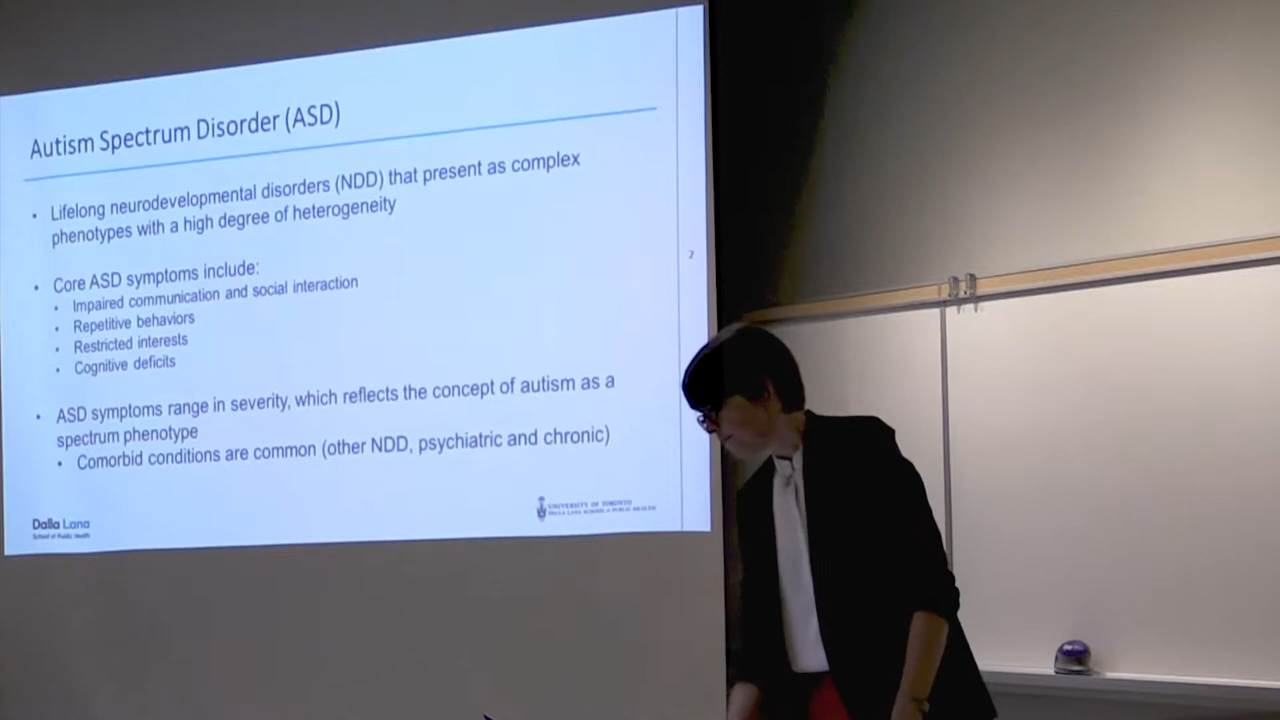 Autism Spectrum Disorder (ASD)
• Lifelong neurodevelopmental disorders (NDD) that present as complex
phenotypes with a high degree of heterogeneity
2
• Core ASD symptoms include:
• Impaired communication and social interaction
• Repetitive behaviors
• Restricted interests
• Cognitive deficits
• ASD symptoms range in severity, which reflects the concept of autism as a
spectrum phenotype
• Comorbid conditions are common (other NDD, psychiatric and chronic)
Dalla Lana
School of Public Health
UNIVERSITY OF TORONTO
DALLA LANA SCHOOL OF PUBLIC HEALTH